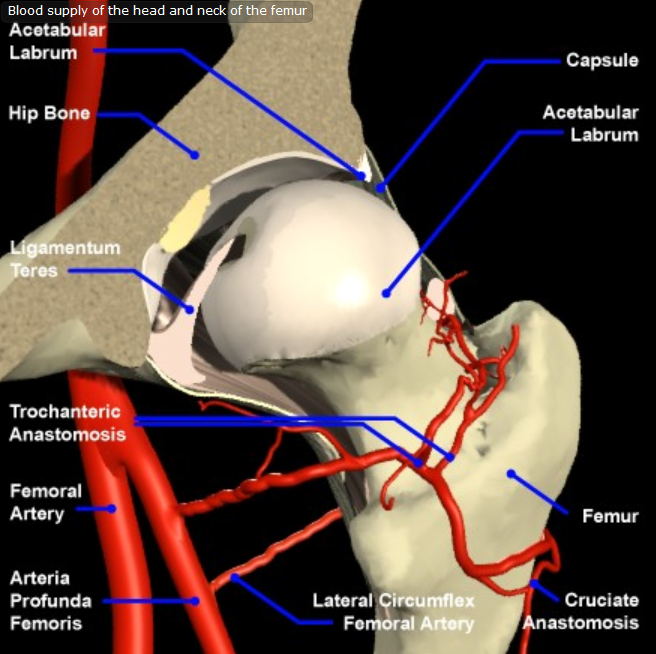 Blood supply of the head and neck of the femur
Acetabular
Labrum
Capsule
Hip Bone
Acetabular
Labrum
Ligamentum
Teres
Trochanteric
Anastomosis
Femoral
Artery
Femur
Arteria
Profunda
Femoris
Lateral Circumflex
Femoral Artery
Cruciate
Anastomosis